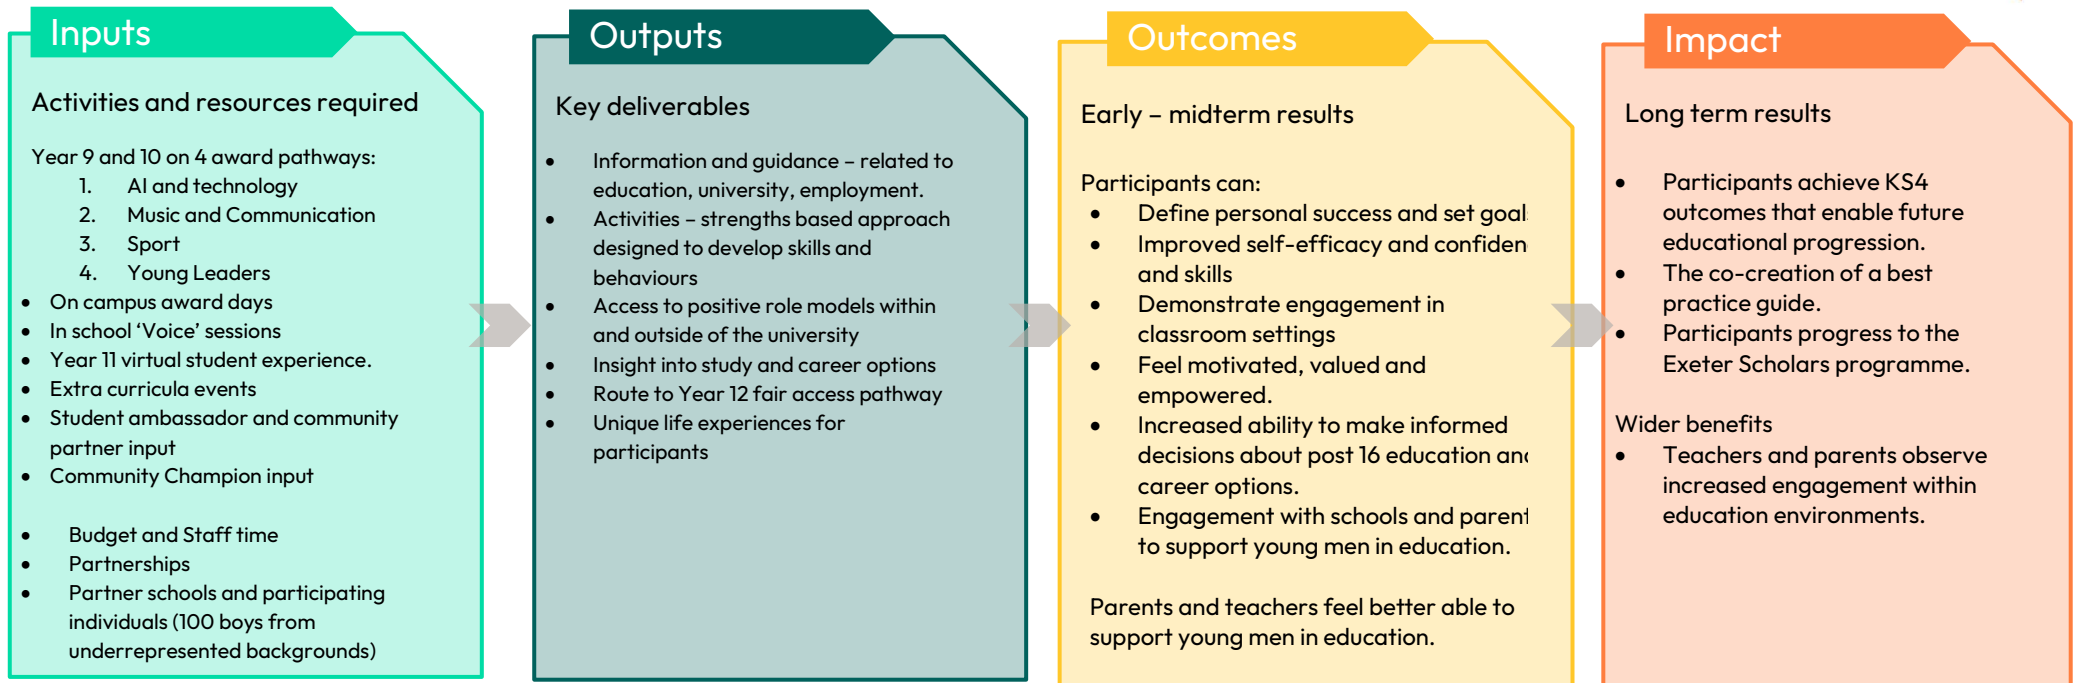 Inputs
Activities and resources required
Year 9 and 10 on 4 award pathways:
1. AI and technology
2. Music and Communication
3. Sport
4. Young Leaders
• On campus award days
• In school ‘Voice’ sessions
• Year 11 virtual student experience.
• Extra curricula events
• Student ambassador and community
partner input
• Community Champion input
• Budget and Staff time
• Partnerships
• Partner schools and participating
individuals (100 boys from
underrepresented backgrounds)
Outputs
Key deliverables
• Information and guidance – related to
education, university, employment.
• Activities – strengths based approach
designed to develop skills and
behaviours
• Access to positive role models within
and outside of the university
• Insight into study and career options
• Route to Year 12 fair access pathway
• Unique life experiences for
participants
Outcomes
Early – midterm results
Participants can:
• Define personal success and set goals
• Improved self-efficacy and confiden
and skills
• Demonstrate engagement in
classroom settings
• Feel motivated, valued and
empowered.
• Increased ability to make informed
decisions about post 16 education and
career options.
• Engagement with schools and parent
to support young men in education.
Parents and teachers feel better able to
support young men in education.
Impact
Long term results
• Participants achieve KS4
outcomes that enable future
educational progression.
• The co-creation of a best
practice guide.
• Participants progress to the
Exeter Scholars programme.
Wider benefits
• Teachers and parents observe
increased engagement within
education environments.